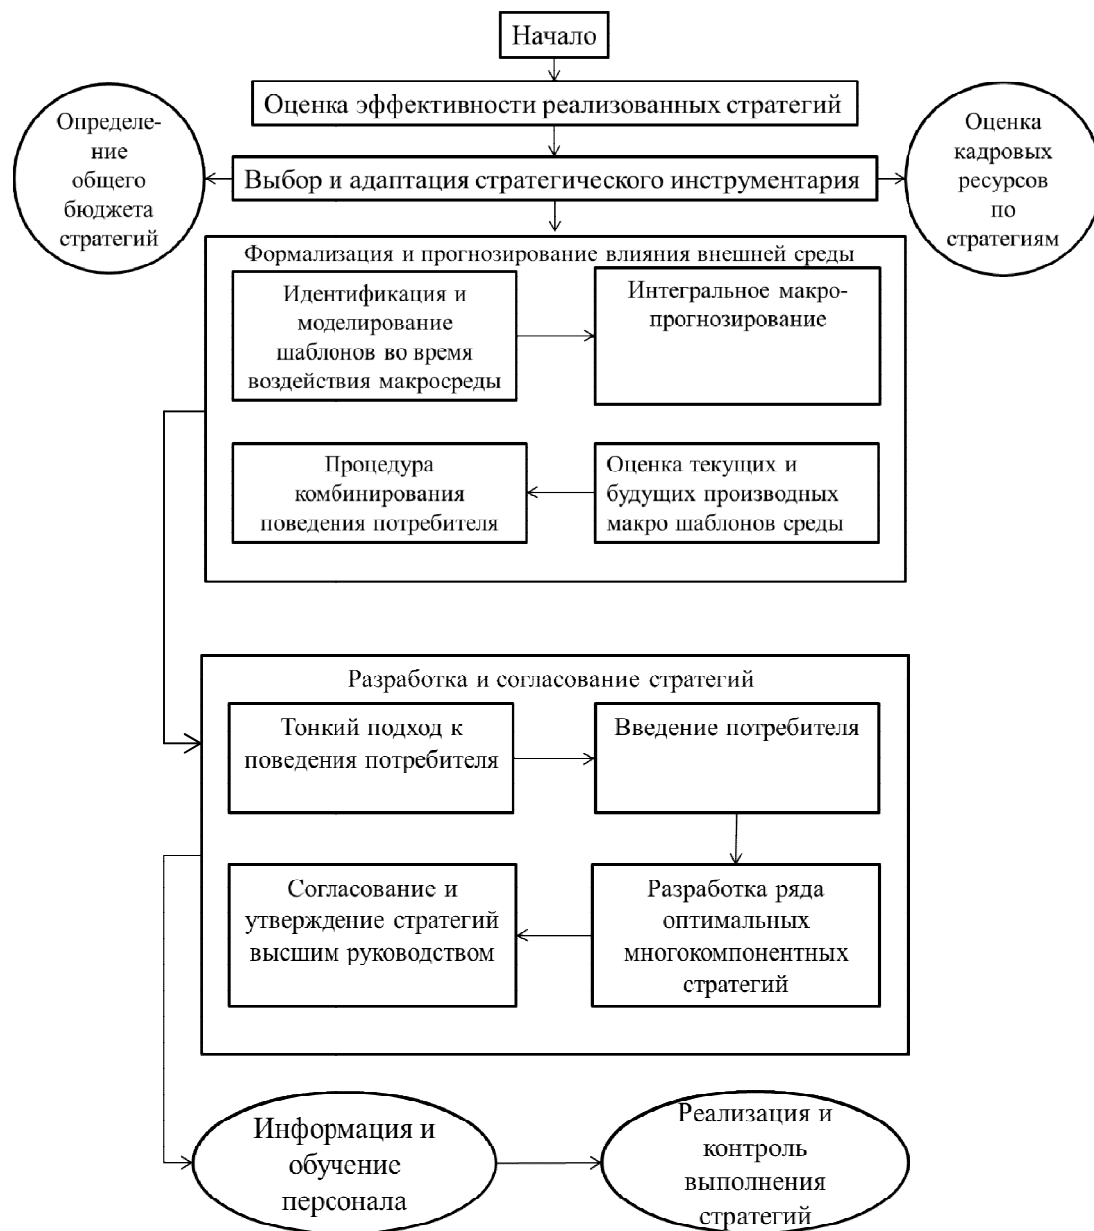 Начало
Оценка эффективности реализованных стратегий
Определе-
ние
общего
бюджета
стратегий
Выбор и адаптация стратегического инструментария
Оценка
кадровых
ресурсов
по
стратегиям
Формализация и прогнозирование влияния внешней среды
Идентификация и
моделирование
шаблонов во время
воздействия макросреды
Интегральное макро-
прогнозирование
Процедура
комбинирования
поведения потребителя
Оценка текущих и
будущих производных
макро шаблонов среды
Разработка и согласование стратегий
Тонкий подход к
поведения потребителя
Введение потребителя
Согласование и
утверждение стратегий
высшим руководством
Разработка ряда
оптимальных
многокомпонентных
стратегий
Информация и
обучение
персонала
Реализация и
контроль
выполнения
стратегий